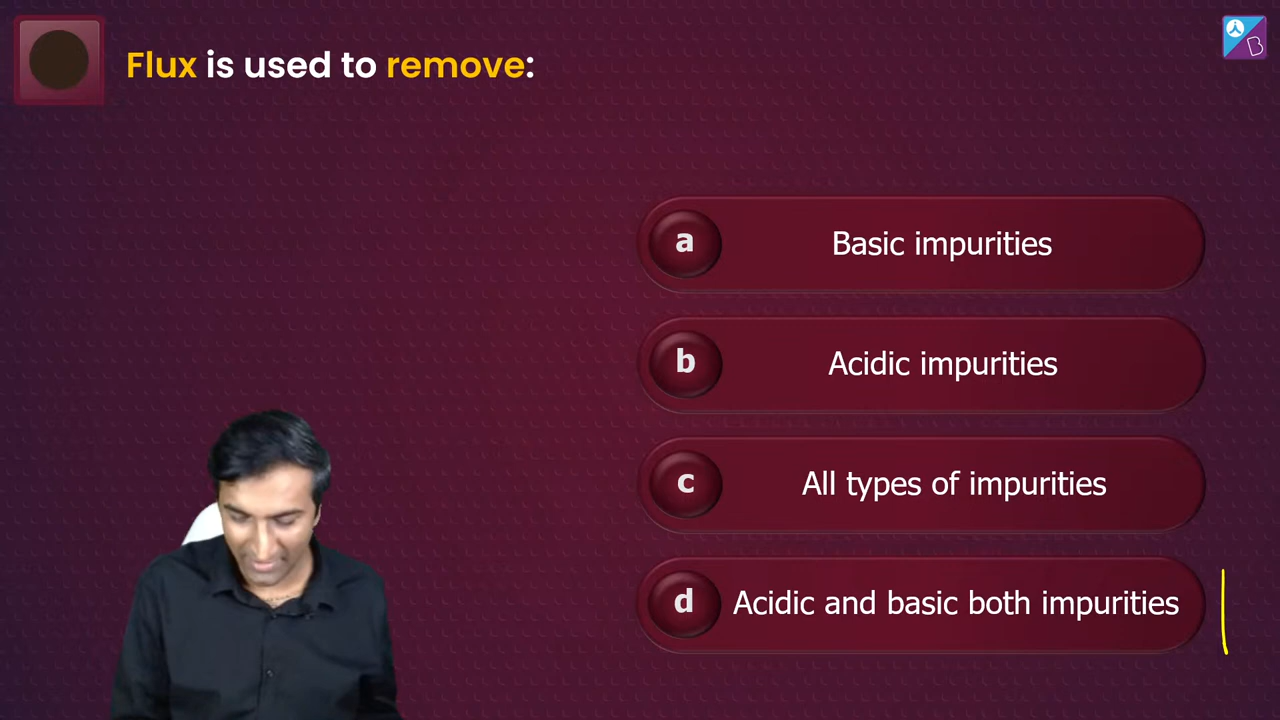 Flux is used to remove:
a Basic impurities
b Acidic impurities
c All types of impurities
d Acidic and basic both impurities